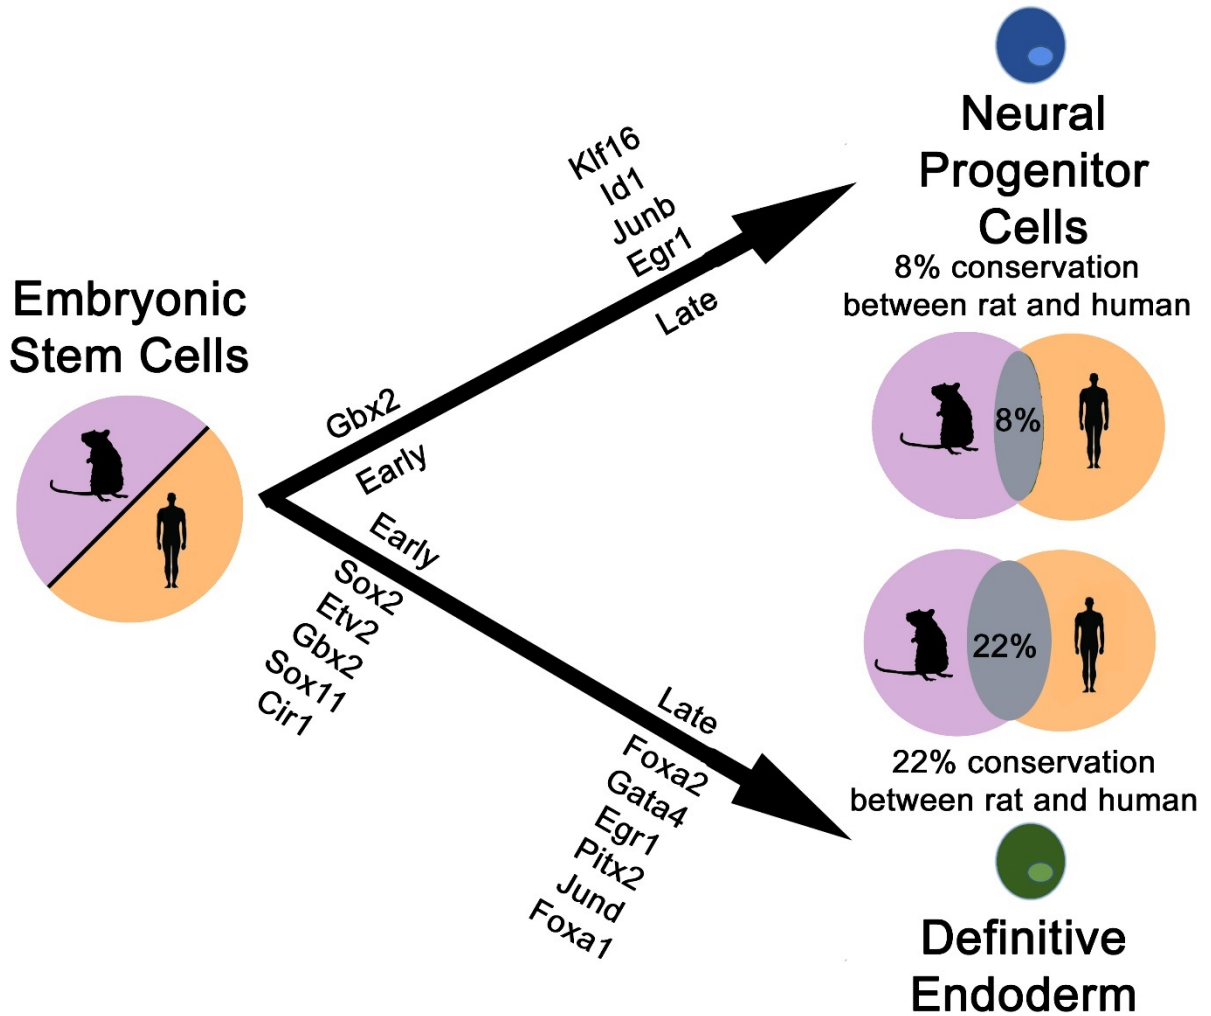 Embryonic
Stem Cells
Klf16
Id1
Junb
Egr1
Late
Gbx2
Early
Early
Sox2
Etv2
Gbx2
Sox11
Cir1
Late
Foxa2
Gata4
Egr1
Pitx2
Jund
Foxa1
Neural
Progenitor
Cells
8% conservation
between rat and human
8%
22%
22% conservation
between rat and human
Definitive
Endoderm